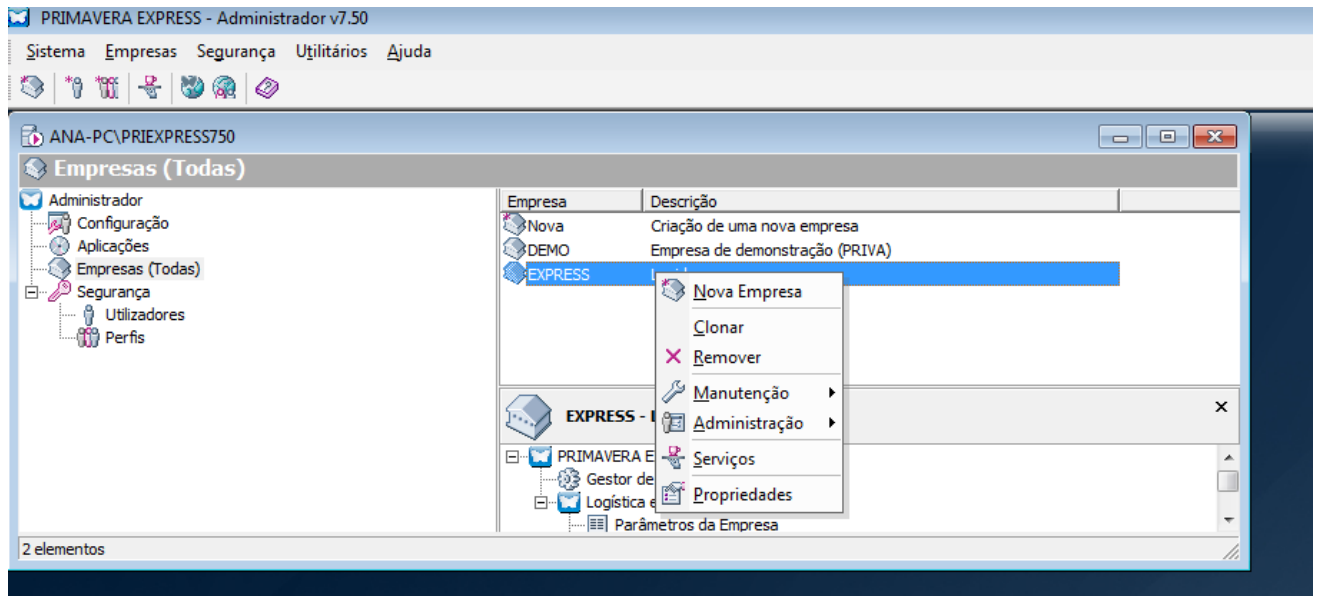 PRIMAVERA EXPRESS - Administrador v7.50
Sistema Empresas Segurança Utilitários Ajuda
ANA-PC\PRIEXPRESS750
Empresas (Todas)
Administrador
Configuração
Aplicações
Empresas (Todas)
Segurança
Utilizadores
Perfis
Empresa Descrição
Nova Criação de uma nova empresa
DEMO Empresa de demonstração (PRIVA)
EXPRESS
Nova Empresa
Clonar
Remover
Manutenção
Administração
Serviços
Propriedades
EXPRESS -
PRIMAVERA E
Gestor de
Logística e
Parâmetros da Empresa
2 elementos